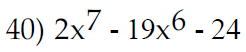 40) 2x⁷ - 19x⁶ - 24